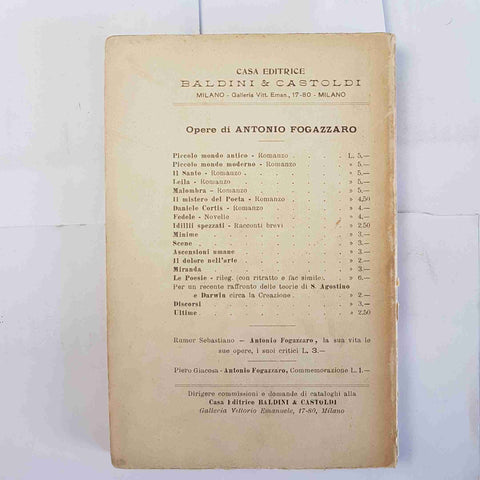 CASA EDITRICE
BALDINI & CASTOLDI
MILANO - Galleria Vitt. Eman., 17-80 - MILANO
Opere di ANTONIO FOGAZZARO
Piccolo mondo antico - Romanzo . . . . . L. 5,—
Piccolo mondo moderno - Romanzo . . . . » 5,—
Il Santo - Romanzo . . . . . . . » 5,—
Leila - Romanzo . . . . . . . » 5,—
Malombra - Romanzo . . . . . . . » 5,—
Il mistero del Poeta - Romanzo . . . . . » 4,50
Daniele Cortis - Romanzo . . . . . . » 4,—
Fedele - Novelle . . . . . . . » 4,—
Idillii spezzati - Racconti brevi . . . . . » 2,50
Minime . . . . . . . . . » 3,—
Scene . . . . . . . . . » 3,—
Ascensioni umane . . . . . . . » 3,—
Il dolore nell'arte . . . . . . . » 2,—
Miranda . . . . . . . . . » 3,—
Le Poesie - rileg. (con ritratto e fac simile) . . » 6,—
Per un recente raffronto delle teorie di S. Agostino
e Darwin circa la Creazione . . . . » 2,—
Discorsi . . . . . . . . . » 3,—
Ultime . . . . . . . . . » 2,50
Rumor Sebastiano — Antonio Fogazzaro, la sua vita le
sue opere, i suoi critici L. 3.—
Piero Giacosa - Antonio Fogazzaro, Commemorazione L. 1.—
Dirigere commissioni e domande di cataloghi alla
Casa Editrice BALDINI & CASTOLDI
Galleria Vittorio Emanuele, 17-80, Milano